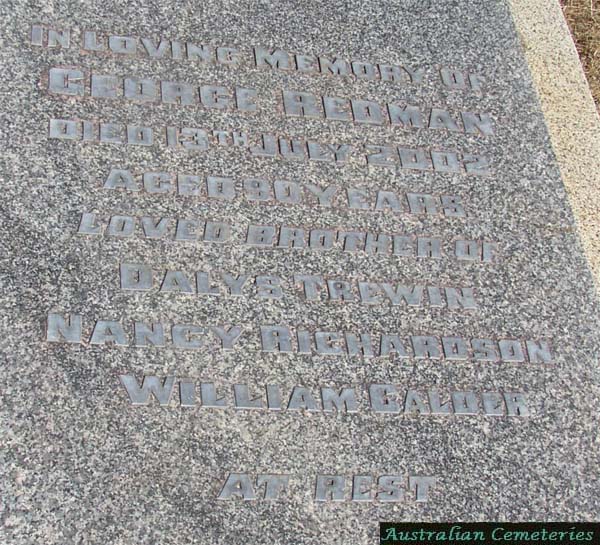 IN LOVING MEMORY OF
GEORGE REDMAN
DIED 13TH JULY 2002
AGED 90 YEARS
LOVED BROTHER OF
DALYS TREWIN
NANCY RICHARDSON
WILLIAM CALDER
AT REST
Australian Cemeteries